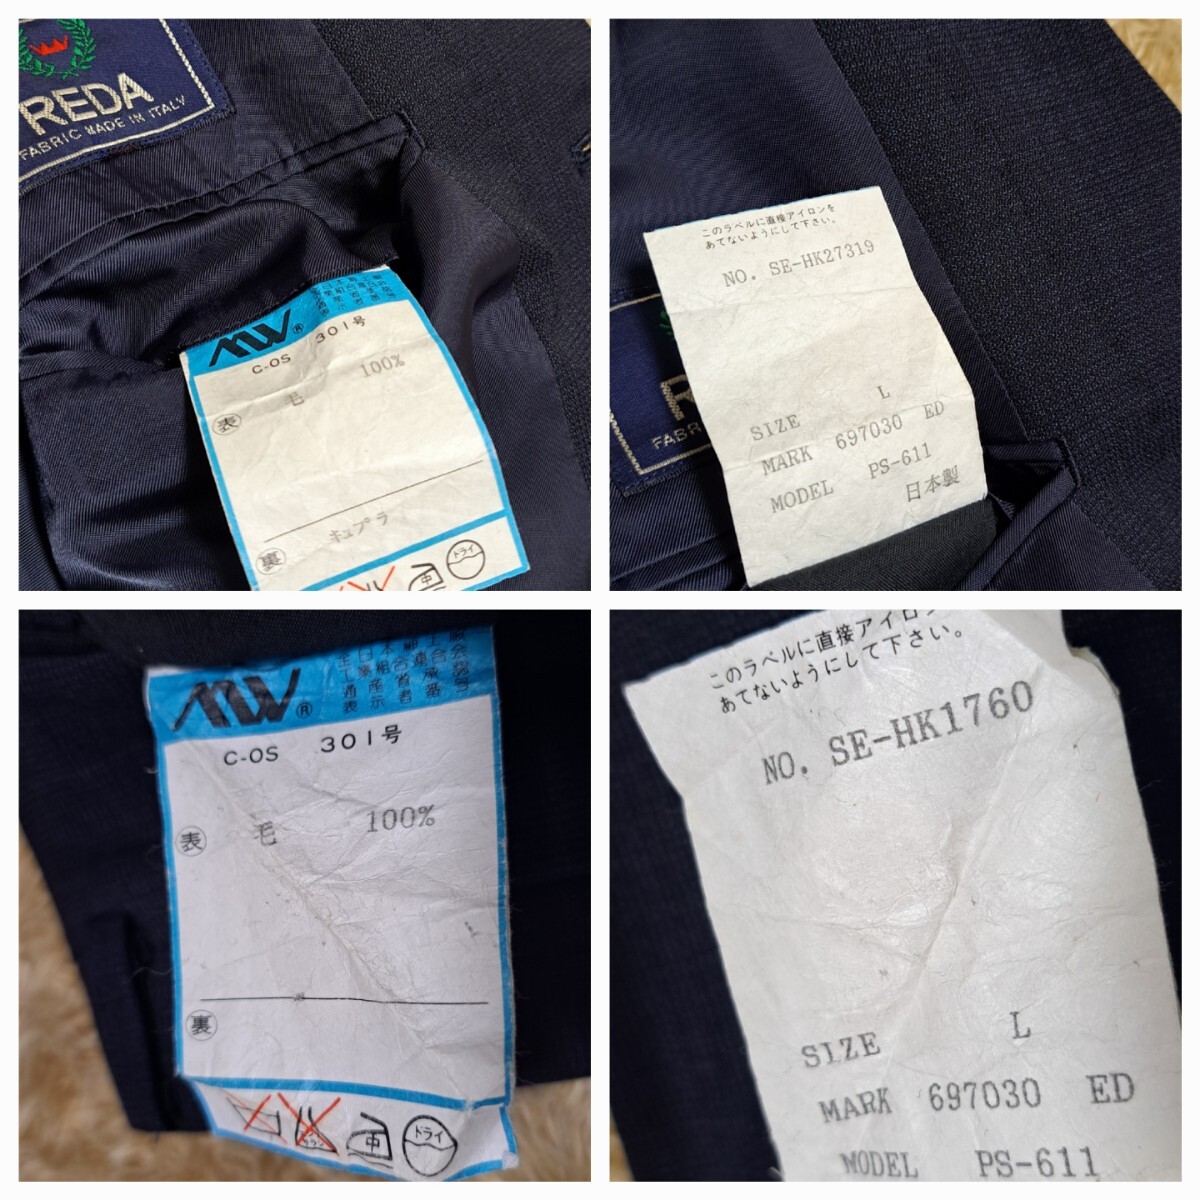 REDA
FABRIC MADE IN ITALY
MW®
C-OS 301号
表 毛 100%
裏 キュプラ
中 ドライ
このラベルに直接アイロンを
あてないようにして下さい。
NO. SE-HK27319
SIZE L
MARK 697030 ED
MODEL PS-611
日本製
FABR
MW®
C-OS 301号
表 毛 100%
裏
中 ドライ
このラベルに直接アイロン
あてないようにして下さい。
NO. SE-HK1760
SIZE L
MARK 697030 ED
MODEL PS-611